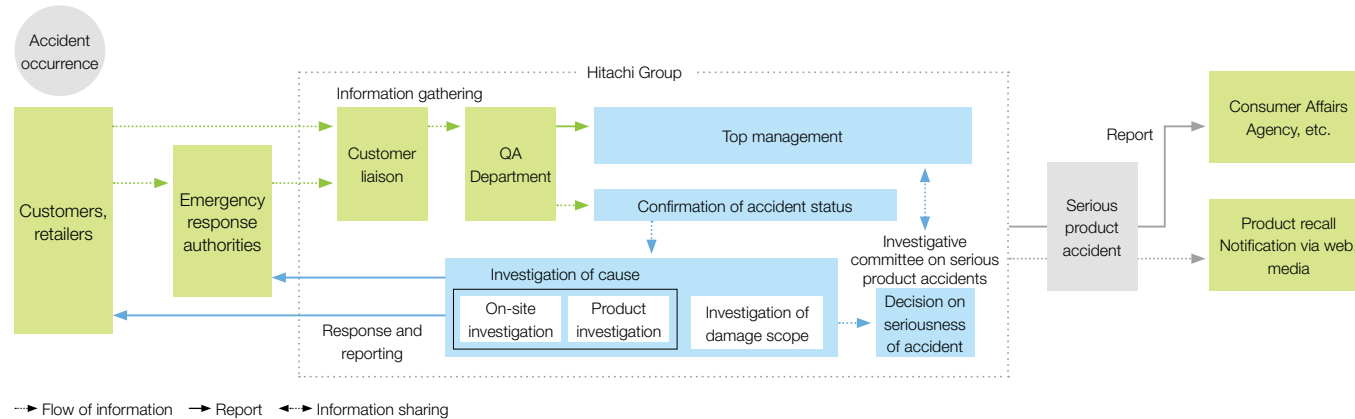 Accident
occurrence
Hitachi Group
Information gathering
Customers,
retailers
Emergency
response
authorities
Customer
liaison
QA
Department
Top management
Confirmation of accident status
Investigation of cause
On-site
investigation
Product
investigation
Investigation of
damage scope
Response and
reporting
Investigative
committee on serious
product accidents
Decision on
seriousness
of accident
Serious
product
accident
Report
Consumer Affairs
Agency, etc.
Product recall
Notification via web,
media
Flow of information
Report
Information sharing